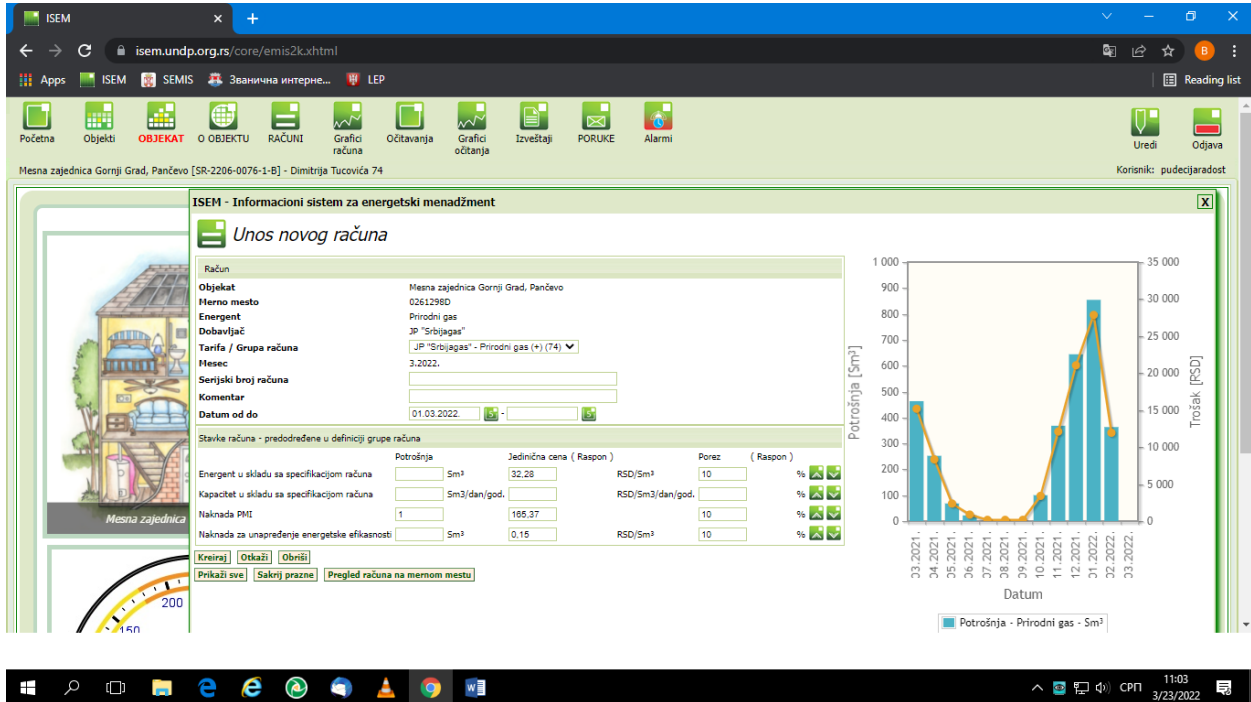 ISEM
isem.undp.org.rs/core/emis2k.xhtml
B
Apps ISEM SEMIS Званична интерне... LEP Reading list
Početna Objekti OBJEKAT O OBJEKTU RAČUNI Grafici računa Očitavanja Grafici očitanja Izveštaji PORUKE Alarmi Uredi Odjava
Mesna zajednica Gornji Grad, Pančevo [SR-2206-0076-1-B] - Dimitrija Tucovića 74 Korisnik: pudecijaradost
ISEM - Informacioni sistem za energetski menadžment X
Unos novog računa
Račun
Objekat Mesna zajednica Gornji Grad, Pančevo
Merno mesto 0261298D
Energent Prirodni gas
Dobavljač JP "Srbijagas"
Tarifa / Grupa računa JP "Srbijagas" - Prirodni gas (+) (74)
Mesec 3.2022.
Serijski broj računa
Komentar
Datum od do 01.03.2022. -
Stavke računa - predodređene u definiciji grupe računa
Potrošnja Jedinična cena ( Raspon ) Porez ( Raspon )
Energent u skladu sa specifikacijom računa Sm³ 32,28 RSD/Sm³ 10 %
Kapacitet u skladu sa specifikacijom računa Sm3/dan/god. RSD/Sm3/dan/god. %
Naknada PMI 1 165,37 10 %
Naknada za unapređenje energetske efikasnosti Sm³ 0,15 RSD/Sm³ 10 %
Kreiraj Otkaži Obriši
Prikaži sve Sakrij prazne Pregled računa na mernom mestu
Mesna zajednica
200
150
Potrošnja [Sm³]
1 000
900
800
700
600
500
400
300
200
100
0
35 000
30 000
25 000
20 000
15 000
10 000
5 000
0
Trošak [RSD]
03.2021. 04.2021. 05.2021. 06.2021. 07.2021. 08.2021. 09.2021. 10.2021. 11.2021. 12.2021. 01.2022. 02.2022. 03.2022.
Datum
Potrošnja - Prirodni gas - Sm³
СРП
11:03
3/23/2022